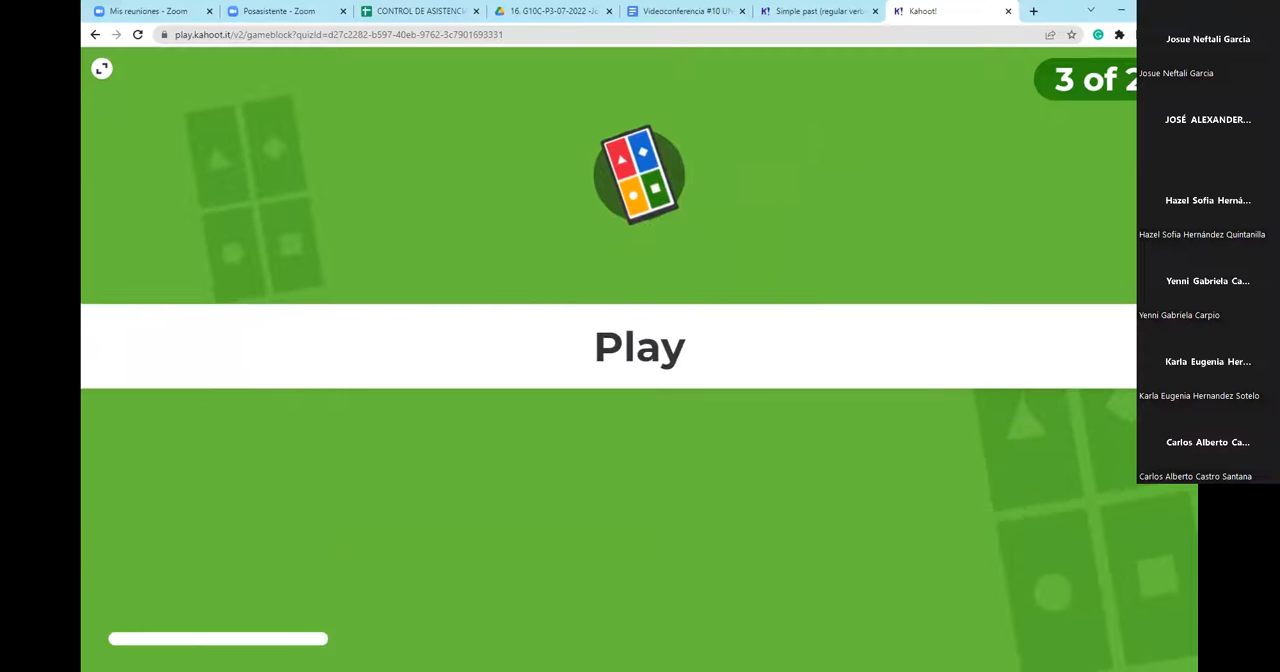 Mis reuniones - Zoom
Posasistente - Zoom
CONTROL DE ASISTENCI
16. G10C-P3-07-2022 -Jo
Videoconferencia #10 UN
K! Simple past (regular verb
K! Kahoot!
play.kahoot.it/v2/gameblock?quizId=d27c2282-b597-40eb-9762-3c7901693331
3 of 2
Play
Josue Neftali Garcia
Josue Neftali Garcia
JOSÉ ALEXANDER...
Hazel Sofia Herná...
Hazel Sofia Hernández Quintanilla
Yenni Gabriela Ca...
Yenni Gabriela Carpio
Karla Eugenia Her...
Karla Eugenia Hernandez Sotelo
Carlos Alberto Ca...
Carlos Alberto Castro Santana